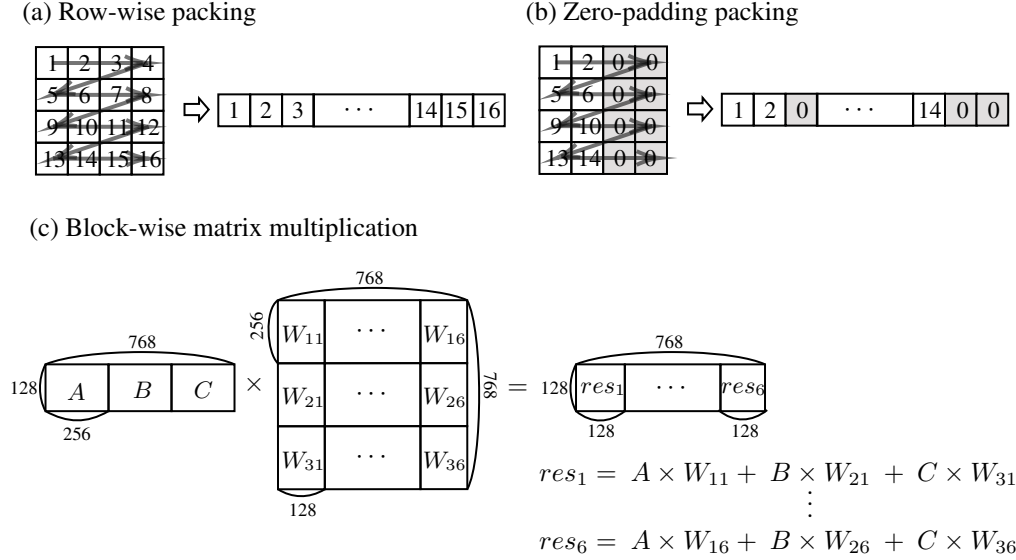 (a) Row-wise packing
(b) Zero-padding packing
1 2 3 4
5 6 7 8
9 10 11 12
13 14 15 16
1 2 3 ··· 14 15 16
1 2 0 0
5 6 0 0
9 10 0 0
13 14 0 0
1 2 0 ··· 14 0 0
(c) Block-wise matrix multiplication
768
128
A B C
256
×
768
256
W₁₁ ··· W₁₆
W₂₁ ··· W₂₆
W₃₁ ··· W₃₆
768
128
=
768
128
res₁ ··· res₆
128 128
res₁ = A × W₁₁ + B × W₂₁ + C × W₃₁
⋮
res₆ = A × W₁₆ + B × W₂₆ + C × W₃₆